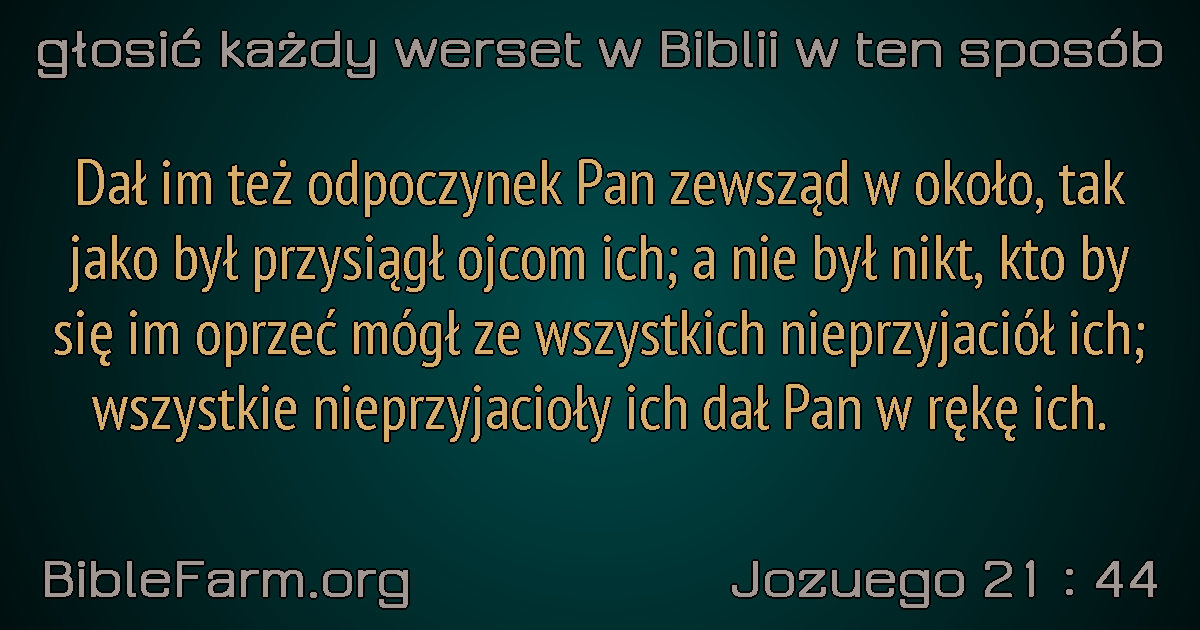 głosić każdy werset w Biblii w ten sposób
Dał im też odpoczynek Pan zewsząd w około, tak
jako był przysiągł ojcom ich; a nie był nikt, kto by
się im oprzeć mógł ze wszystkich nieprzyjaciół ich;
wszystkie nieprzyjacioły ich dał Pan w rękę ich.
BibleFarm.org
Jozuego 21 : 44